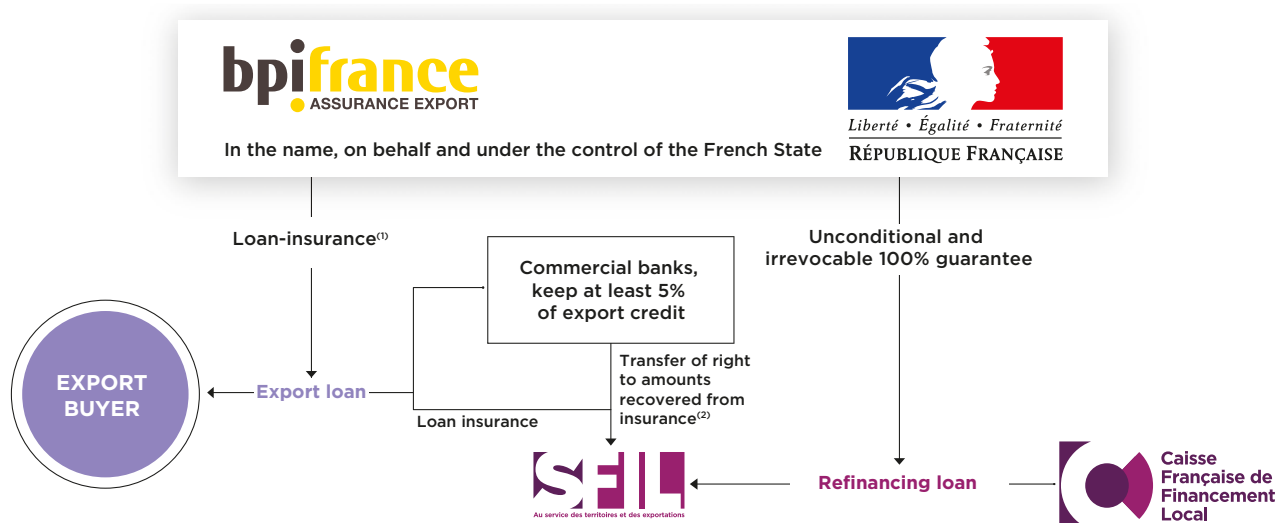 bpifrance
ASSURANCE EXPORT
In the name, on behalf and under the control of the French State
Liberté • Égalité • Fraternité
RÉPUBLIQUE FRANÇAISE
Loan-insurance(1)
Unconditional and
irrevocable 100% guarantee
Commercial banks,
keep at least 5%
of export credit
Transfer of right
to amounts
recovered from
insurance(2)
EXPORT
BUYER
Export loan
Loan insurance
SFIL
Au service des territoires et des exportations
Refinancing loan
Caisse
Française de
Financement
Local